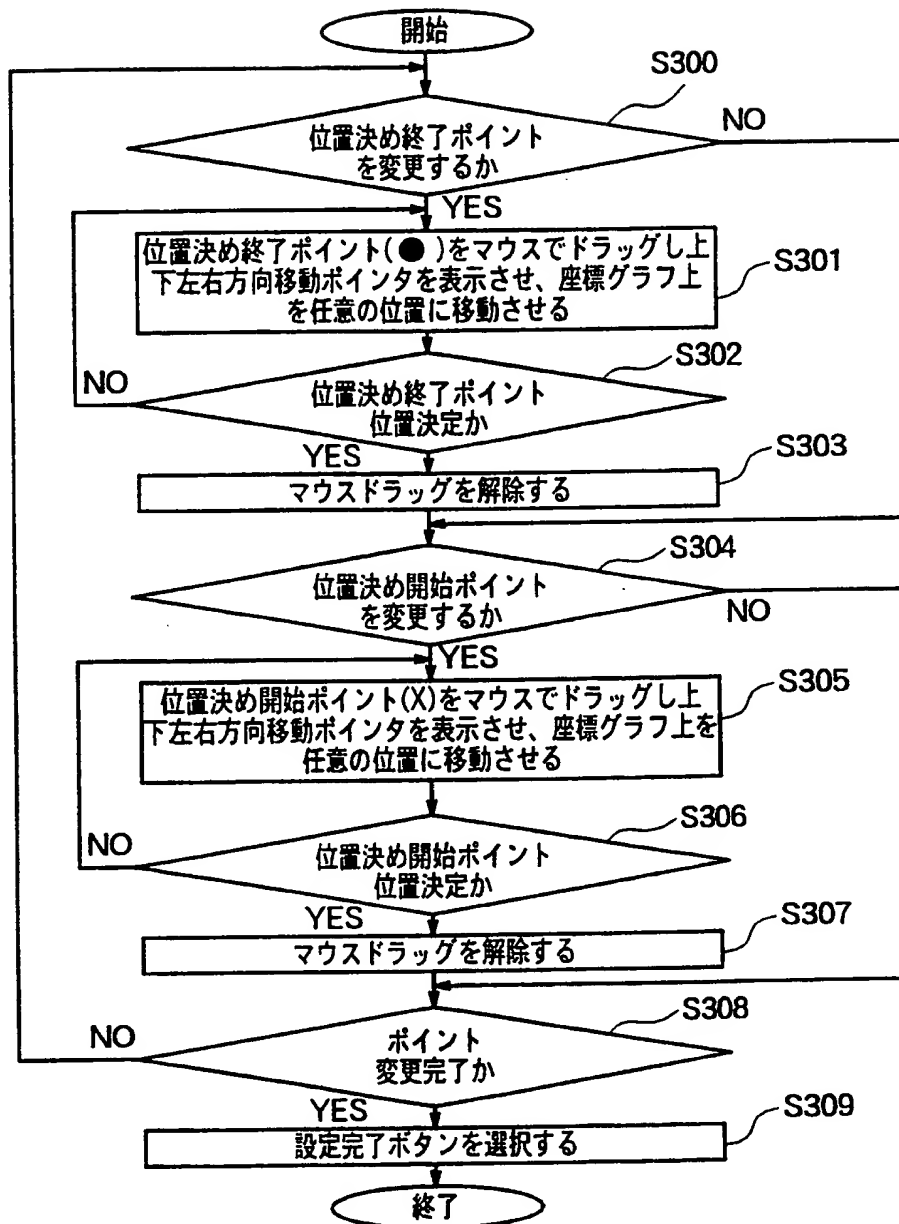 開始
S300
位置決め終了ポイント
を変更するか
NO
YES
位置決め終了ポイント(●)をマウスでドラッグし上
下左右方向移動ポインタを表示させ、座標グラフ上
を任意の位置に移動させる
S301
S302
位置決め終了ポイント
位置決定か
NO
YES
S303
マウスドラッグを解除する
S304
位置決め開始ポイント
を変更するか
NO
YES
S305
位置決め開始ポイント(X)をマウスでドラッグし上
下左右方向移動ポインタを表示させ、座標グラフ上を
任意の位置に移動させる
S306
位置決め開始ポイント
位置決定か
NO
YES
S307
マウスドラッグを解除する
S308
ポイント
変更完了か
NO
YES
S309
設定完了ボタンを選択する
終了